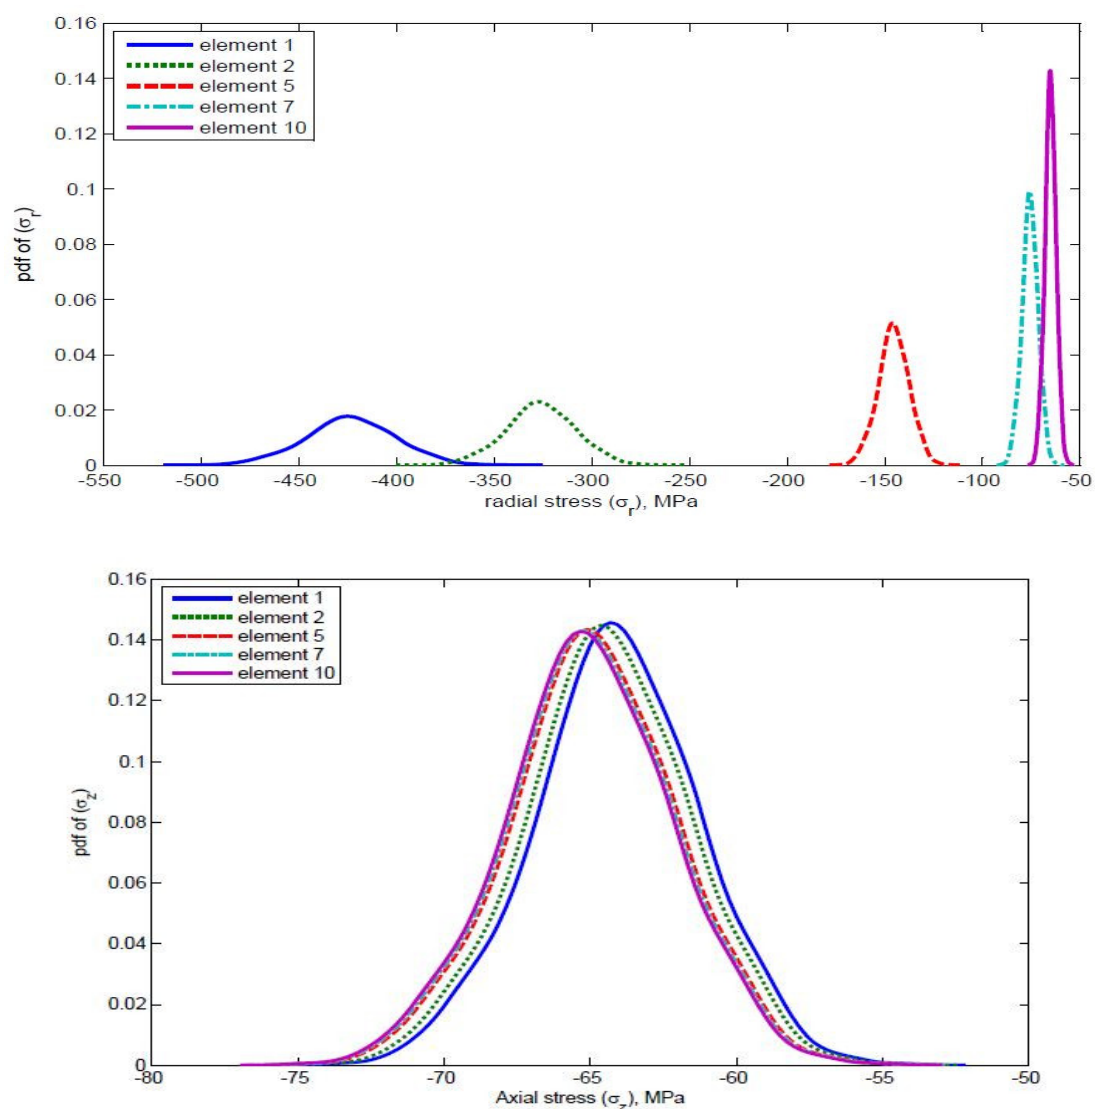 0.16
0.14
0.12
0.1
0.08
0.06
0.04
0.02
0
element 1
element 2
element 5
element 7
element 10
pdf of (σr)
-550 -500 -450 -400 -350 -300 -250 -200 -150 -100 -50
radial stress (σr), MPa
0.16
0.14
0.12
0.1
0.08
0.06
0.04
0.02
0
element 1
element 2
element 5
element 7
element 10
pdf of (σz)
-80 -75 -70 -65 -60 -55 -50
Axial stress (σz), MPa